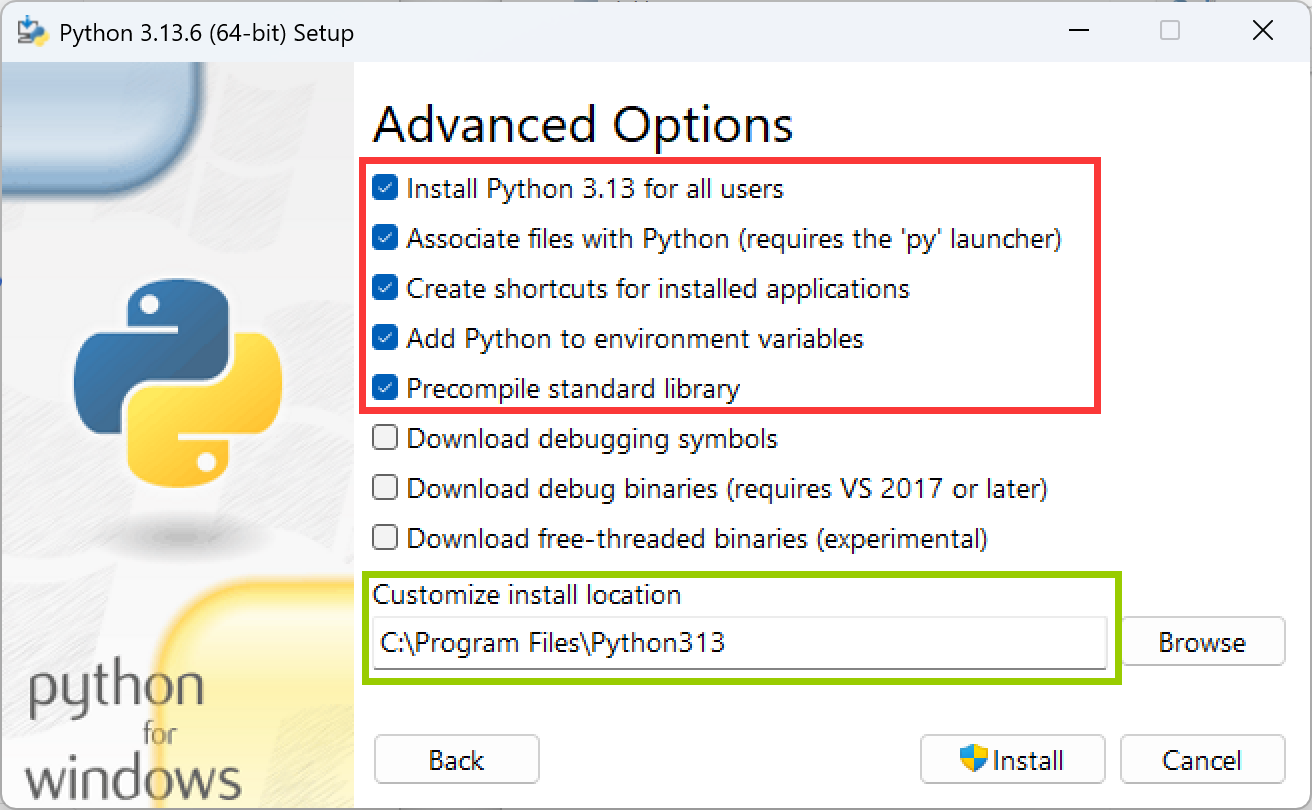 Python 3.13.6 (64-bit) Setup
Advanced Options
Install Python 3.13 for all users
Associate files with Python (requires the 'py' launcher)
Create shortcuts for installed applications
Add Python to environment variables
Precompile standard library
Download debugging symbols
Download debug binaries (requires VS 2017 or later)
Download free-threaded binaries (experimental)
Customize install location
C:\Program Files\Python313
Browse
python
for
windows
Back
Install
Cancel